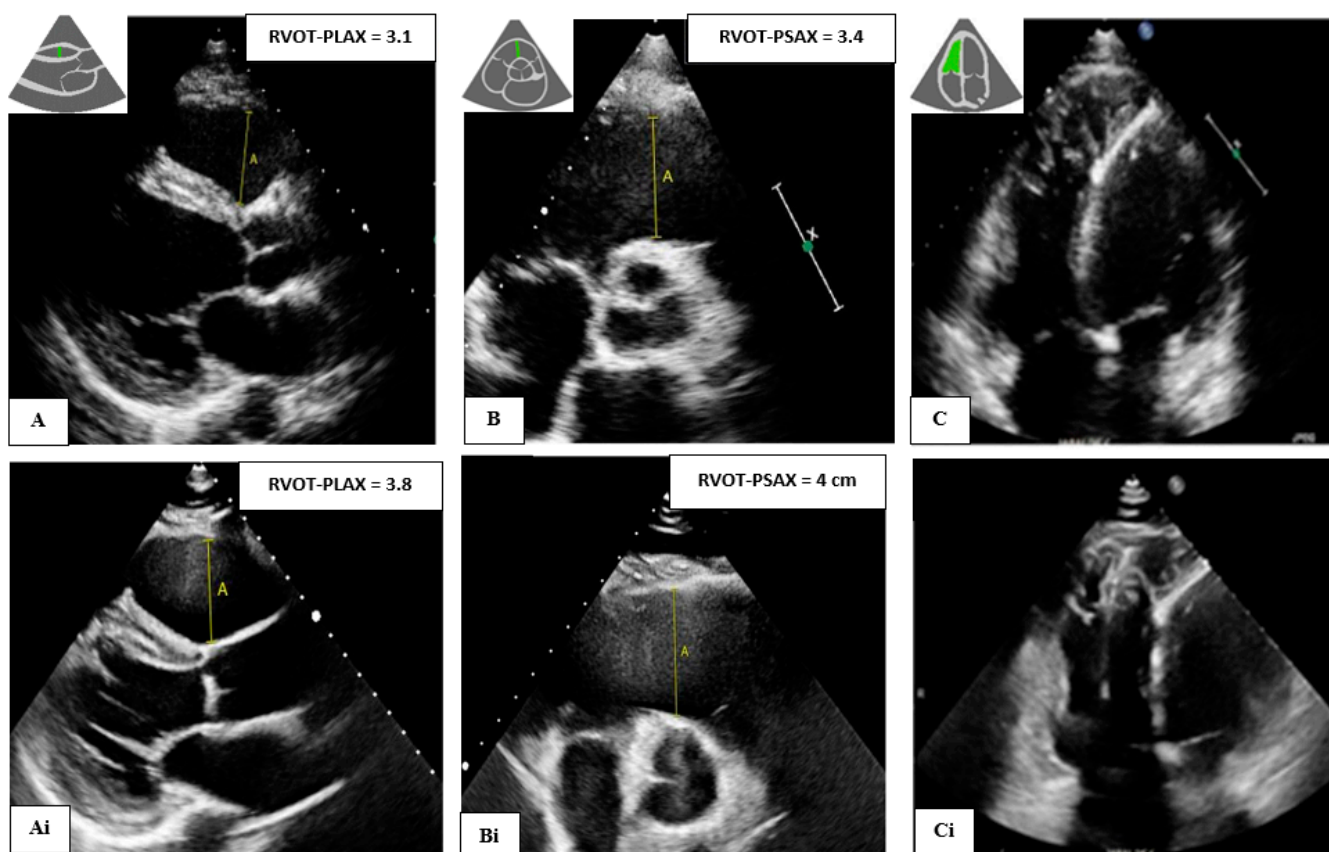 RVOT-PLAX = 3.1
RVOT-PSAX = 3.4
A
A
X
A
B
C
JPEG
RVOT-PLAX = 3.8
RVOT-PSAX = 4 cm
A
A
Ai
Bi
Ci